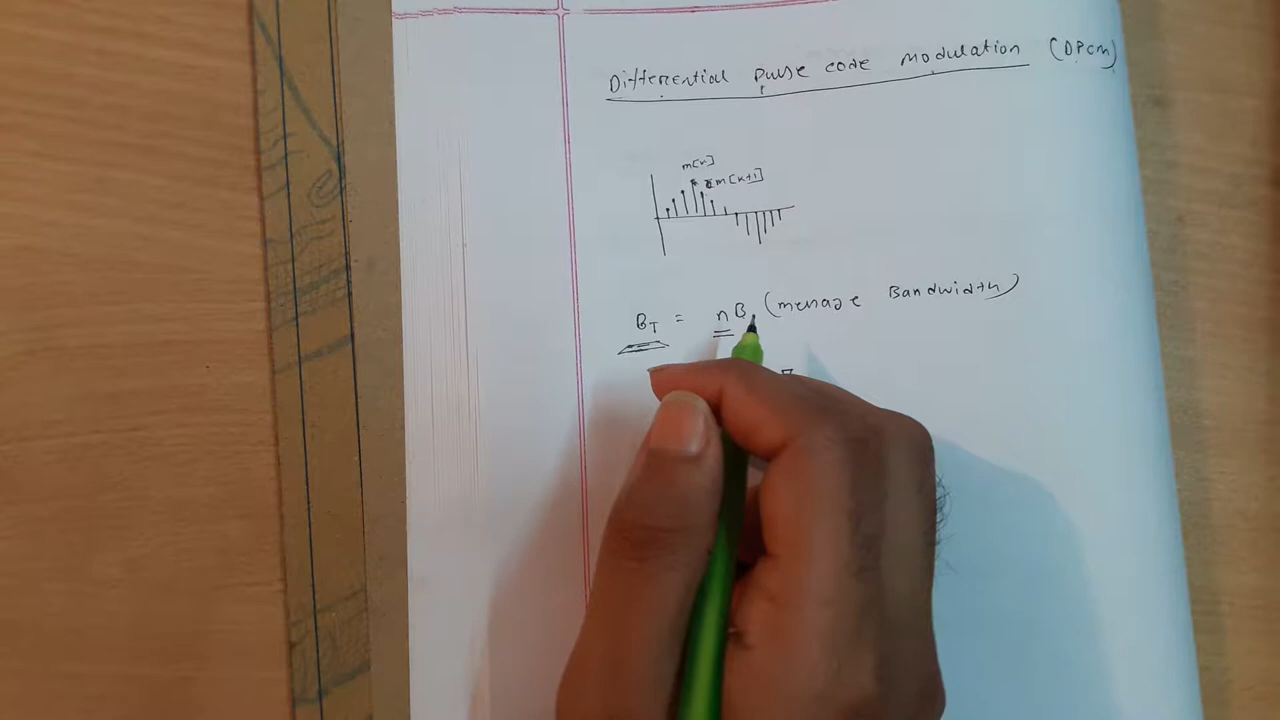 Differential pulse code modulation (DPCM)
m[k]
m[k+1]
BT = nB (message Bandwidth)